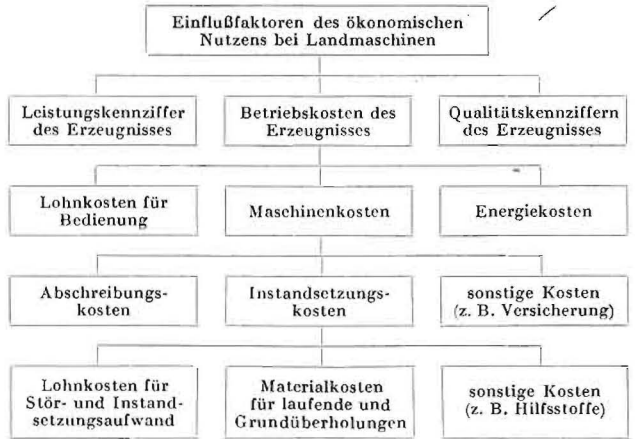 Einflußfaktoren des ökonomischen
Nutzens bei Landmaschinen
Leistungskennziffer
des Erzeugnisses
Betriebskosten des
Erzeugnisses
Qualitätskennziffern
des Erzeugnisses
Lohnkosten für
Bedienung
Maschinenkosten
Energiekosten
Abschreibungs-
kosten
Instandsetzungs-
kosten
sonstige Kosten
(z. B. Versicherung)
Lohnkosten für
Stör- und Instand-
setzungsaufwand
Materialkosten
für laufende und
Grundüberholungen
sonstige Kosten
(z. B. Hilfsstoffe)